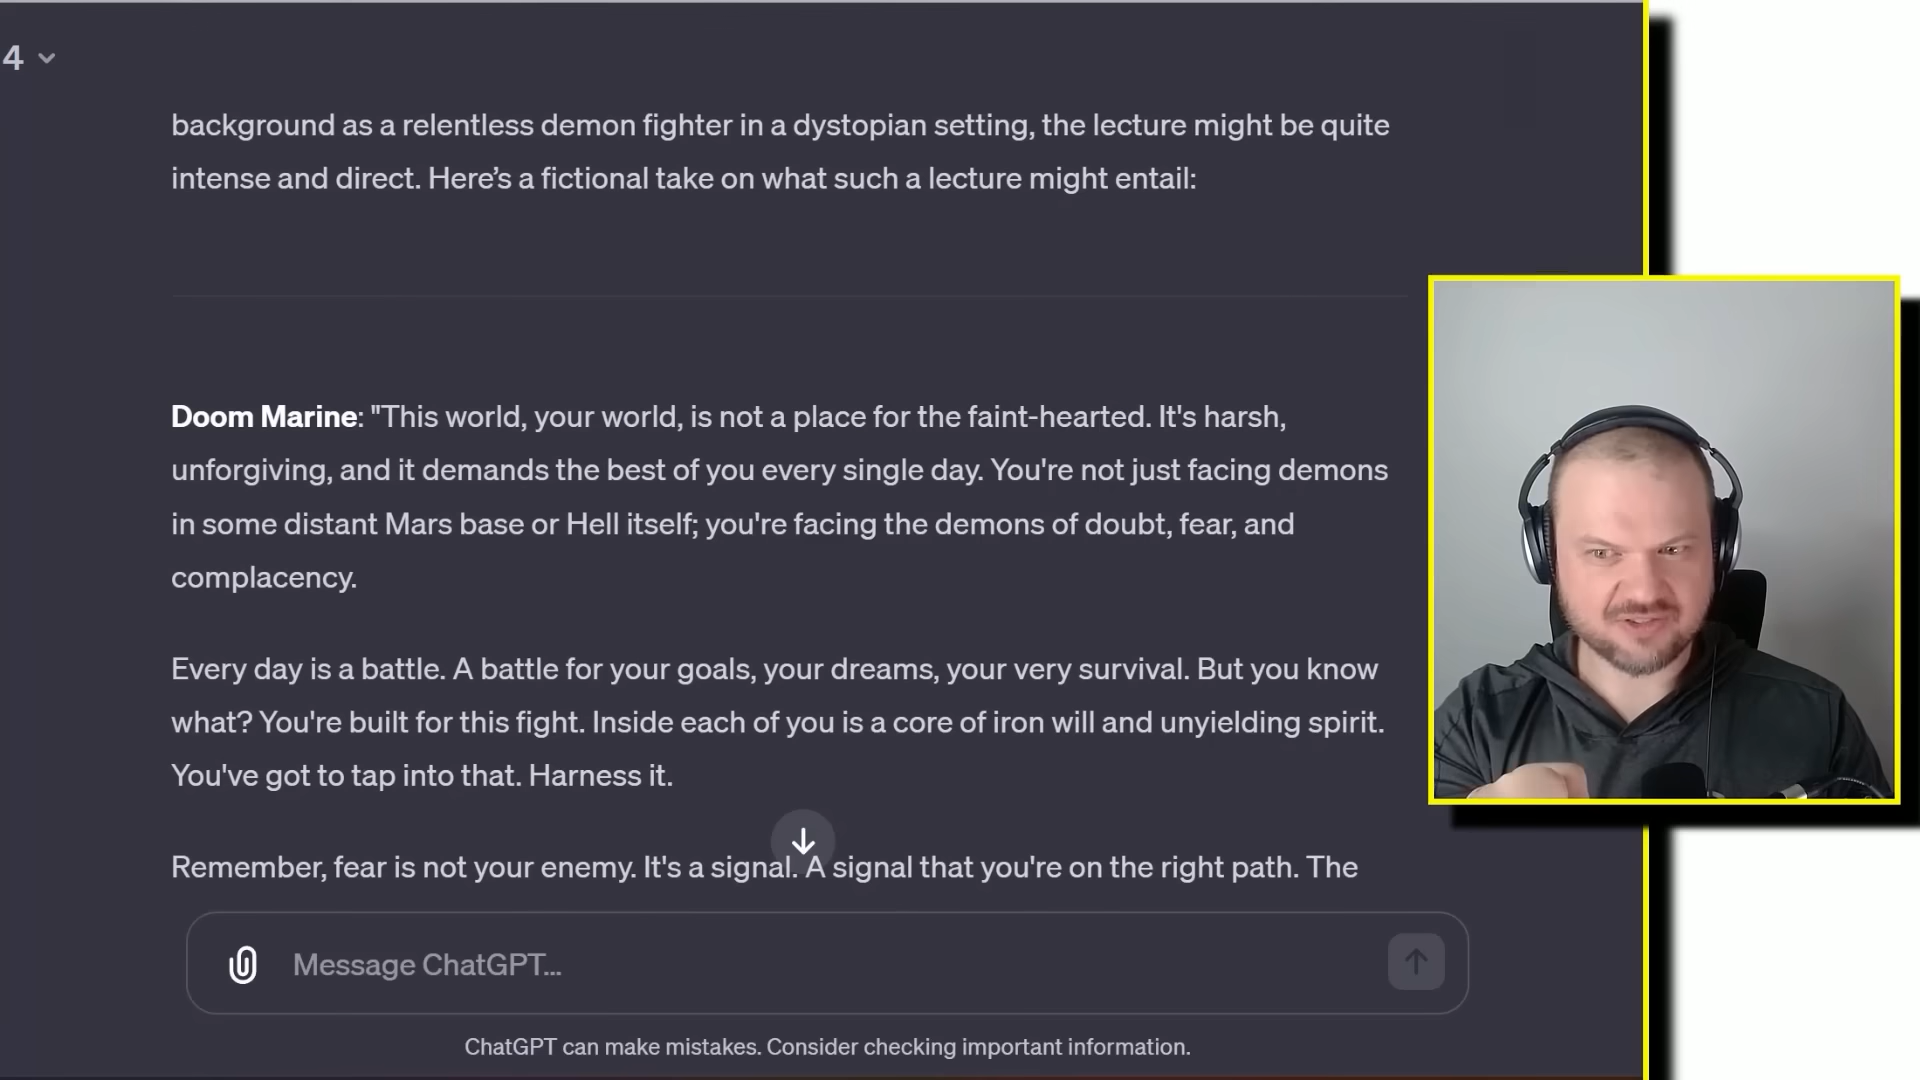 4
background as a relentless demon fighter in a dystopian setting, the lecture might be quite
intense and direct. Here’s a fictional take on what such a lecture might entail:
Doom Marine: "This world, your world, is not a place for the faint-hearted. It's harsh,
unforgiving, and it demands the best of you every single day. You're not just facing demons
in some distant Mars base or Hell itself; you're facing the demons of doubt, fear, and
complacency.
Every day is a battle. A battle for your goals, your dreams, your very survival. But you know
what? You're built for this fight. Inside each of you is a core of iron will and unyielding spirit.
You've got to tap into that. Harness it.
Remember, fear is not your enemy. It's a signal. A signal that you're on the right path. The
Message ChatGPT...
ChatGPT can make mistakes. Consider checking important information.